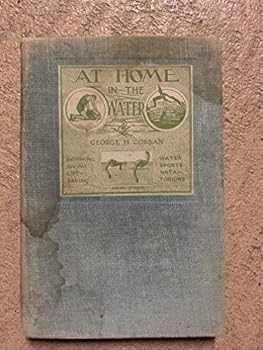 AT HOME
IN-THE
WATER
GEORGE H CORSAN
SWIMMING
DIVING
LIFE-
SAVING
WATER
SPORTS
NATA-
TORIUMS